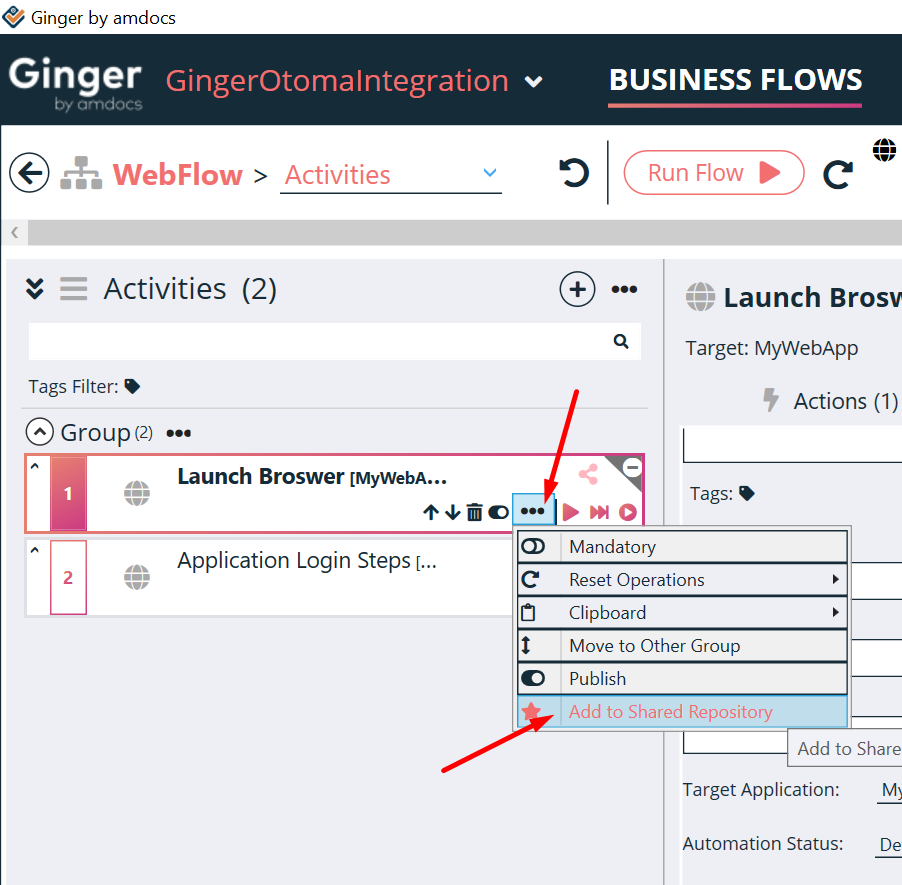 Ginger by amdocs
Ginger
by amdocs
GingerOtomaIntegration
BUSINESS FLOWS
WebFlow > Activities
Run Flow
Activities (2)
Launch Brosw
Target: MyWebApp
Tags Filter:
Actions (1)
Group (2)
1
Launch Broswer [MyWebA...
Tags:
2
Application Login Steps [...
Mandatory
Reset Operations
Clipboard
Move to Other Group
Publish
Add to Shared Repository
Add to Share
Target Application: My
Automation Status: De